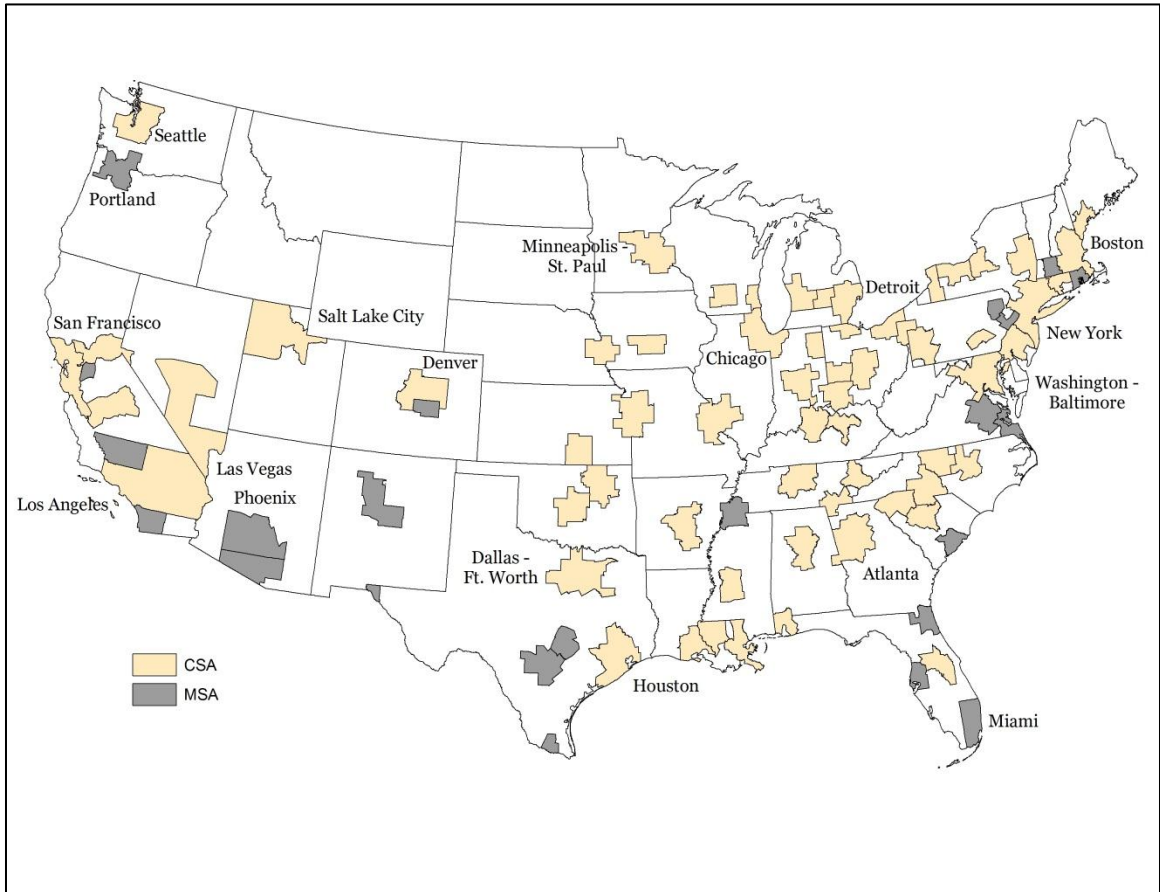 Seattle
Portland
Minneapolis -
St. Paul
Boston
Detroit
San Francisco
Salt Lake City
New York
Denver
Chicago
Washington -
Baltimore
Las Vegas
Phoenix
Los Angeles
Dallas -
Ft. Worth
Atlanta
CSA
MSA
Houston
Miami